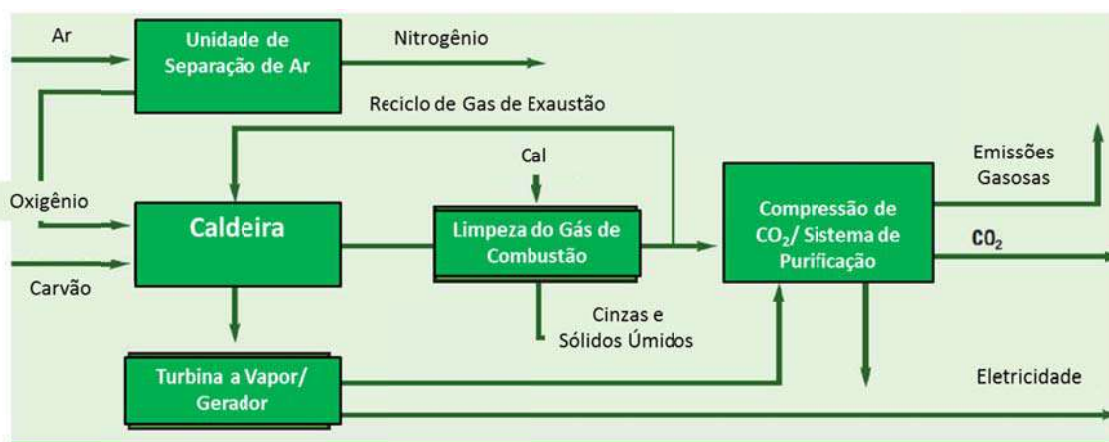 Ar
Unidade de
Separação de Ar
Nitrogênio
Reciclo de Gas de Exaustão
Cal
Emissões
Gasosas
Oxigênio
Caldeira
Limpeza do Gás de
Combustão
Compressão de
CO₂/ Sistema de
Purificação
CO₂
Carvão
Cinzas e
Sólidos Úmidos
Turbina a Vapor/
Gerador
Eletricidade